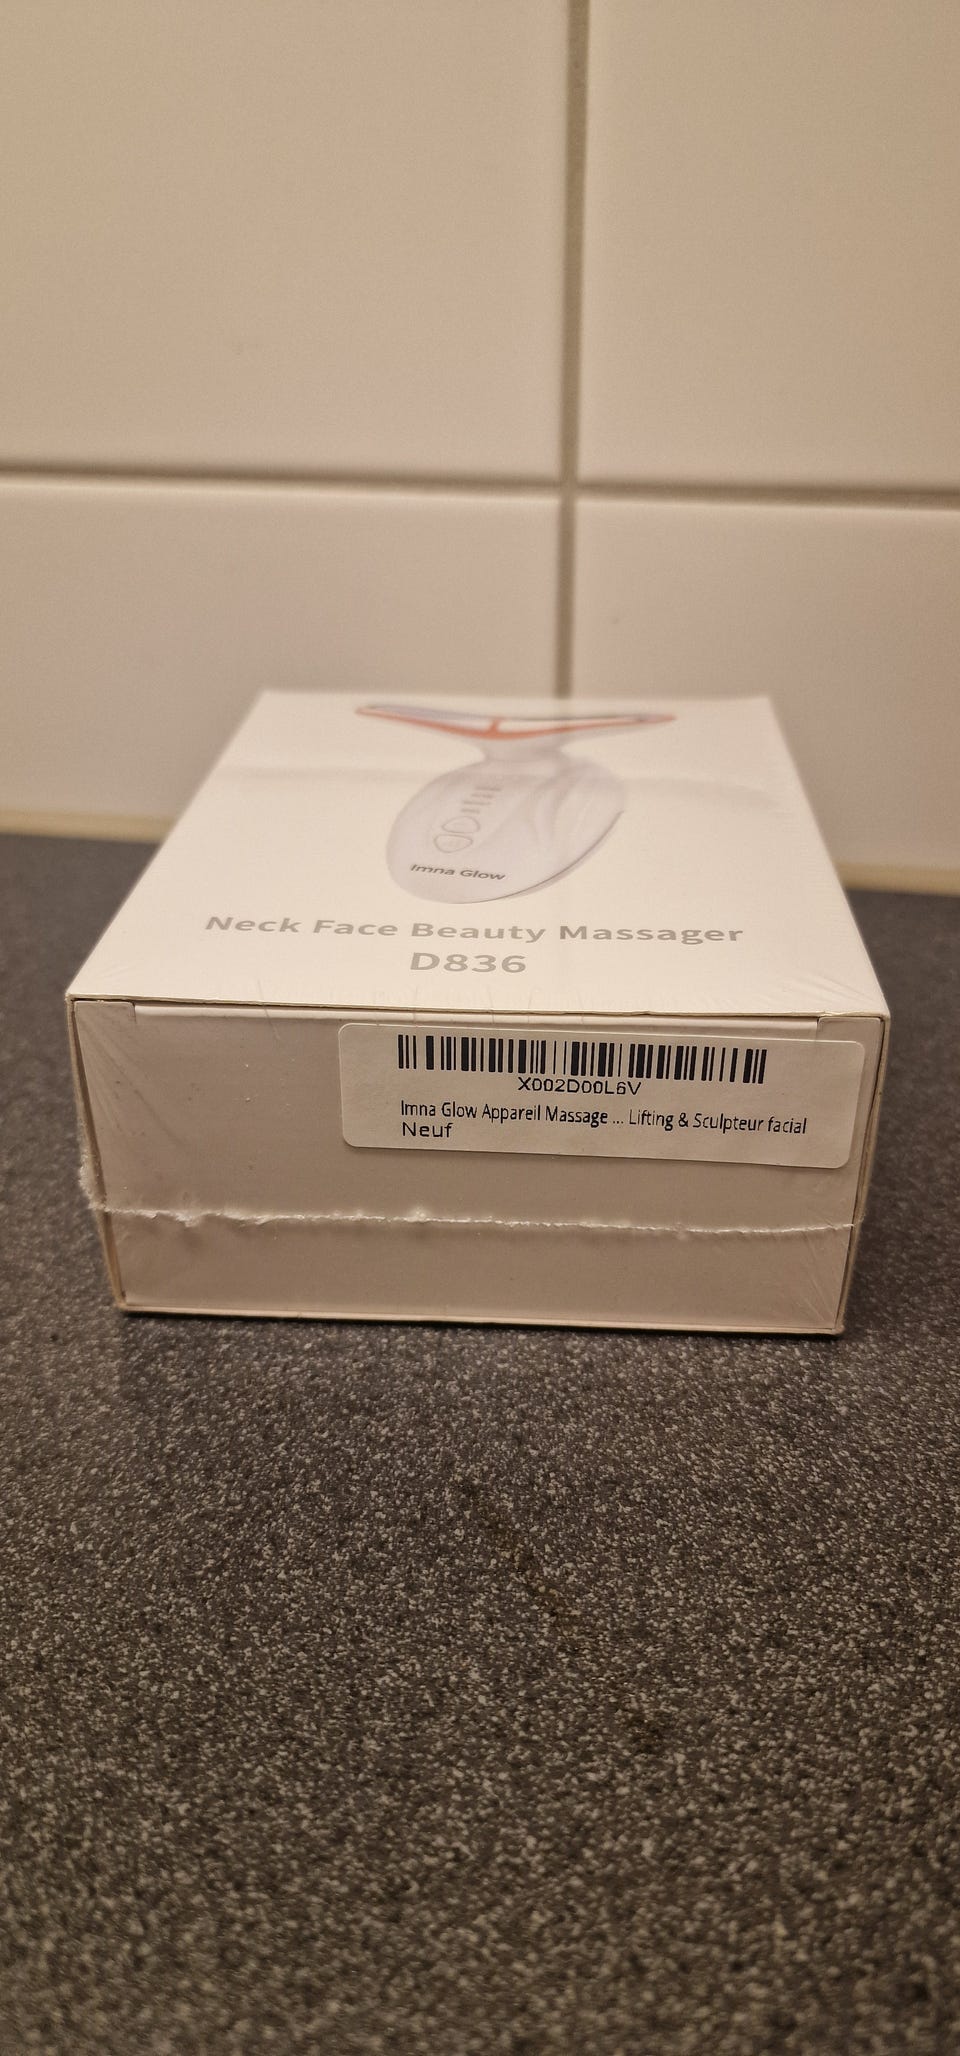 Imna Glow
Neck Face Beauty Massager
D836
X002D00L6V
Imna Glow Appareil Massage ... Lifting & Sculpteur facial
Neuf